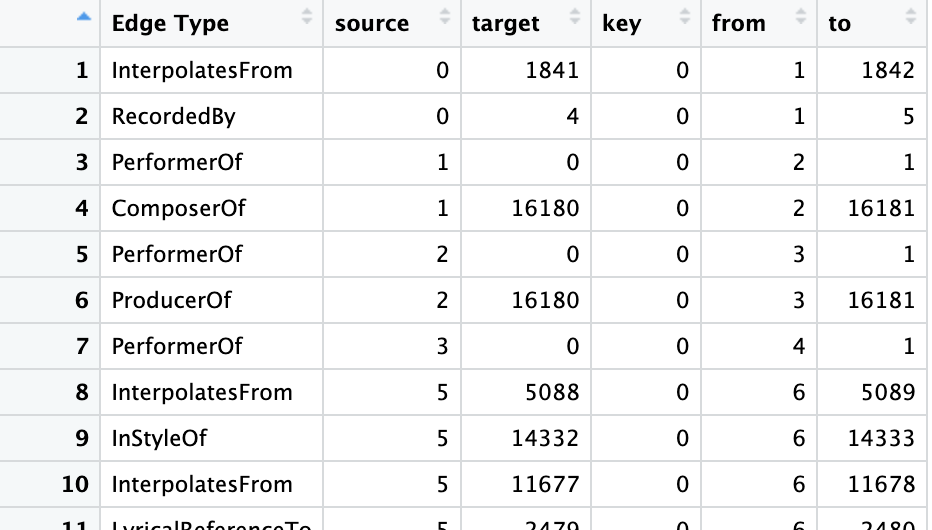 Edge Type source target key from to
1 InterpolatesFrom 0 1841 0 1 1842
2 RecordedBy 0 4 0 1 5
3 PerformerOf 1 0 0 2 1
4 ComposerOf 1 16180 0 2 16181
5 PerformerOf 2 0 0 3 1
6 ProducerOf 2 16180 0 3 16181
7 PerformerOf 3 0 0 4 1
8 InterpolatesFrom 5 5088 0 6 5089
9 InStyleOf 5 14332 0 6 14333
10 InterpolatesFrom 5 11677 0 6 11678
11 LyricalReferenceTo 5 2479 0 6 2480